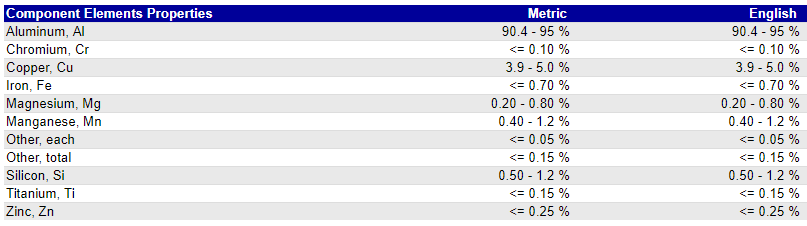 Component Elements Properties Metric English
Aluminum, Al 90.4 - 95 % 90.4 - 95 %
Chromium, Cr <= 0.10 % <= 0.10 %
Copper, Cu 3.9 - 5.0 % 3.9 - 5.0 %
Iron, Fe <= 0.70 % <= 0.70 %
Magnesium, Mg 0.20 - 0.80 % 0.20 - 0.80 %
Manganese, Mn 0.40 - 1.2 % 0.40 - 1.2 %
Other, each <= 0.05 % <= 0.05 %
Other, total <= 0.15 % <= 0.15 %
Silicon, Si 0.50 - 1.2 % 0.50 - 1.2 %
Titanium, Ti <= 0.15 % <= 0.15 %
Zinc, Zn <= 0.25 % <= 0.25 %